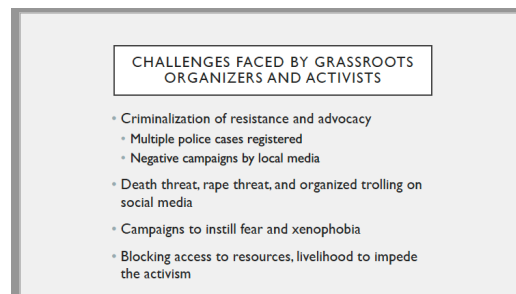 CHALLENGES FACED BY GRASSROOTS
ORGANIZERS AND ACTIVISTS
• Criminalization of resistance and advocacy
• Multiple police cases registered
• Negative campaigns by local media
• Death threat, rape threat, and organized trolling on
social media
• Campaigns to instill fear and xenophobia
• Blocking access to resources, livelihood to impede
the activism